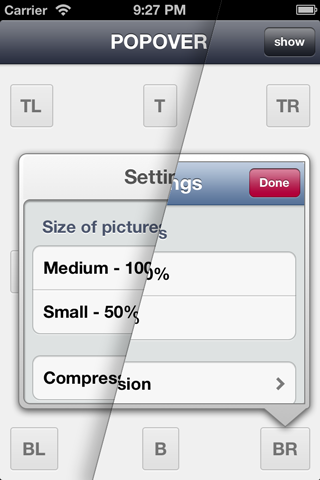 Carrier 9:27 PM
POPOVER show
TL T TR
Settings Done
Size of pictures
Medium - 100%
Small - 50%
Compression
BL B BR